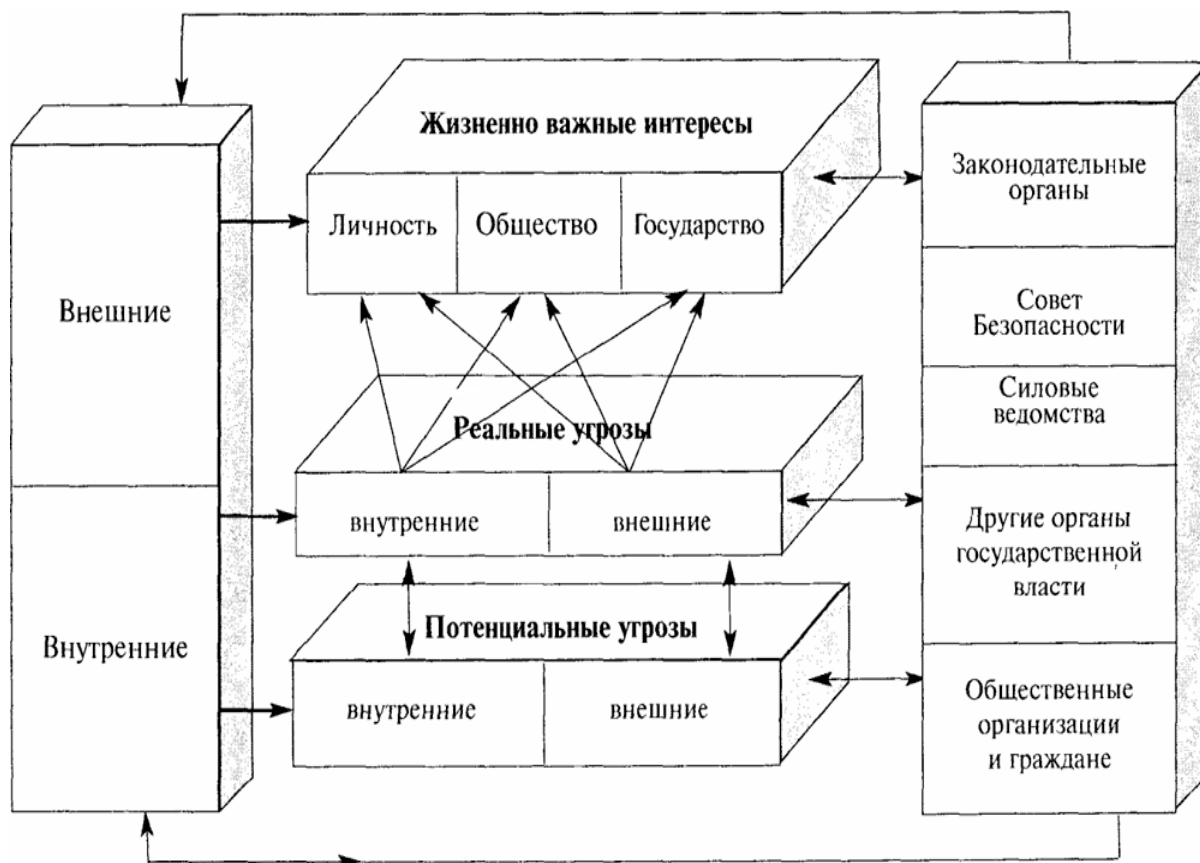 Внешние
Внутренние
Жизненно важные интересы
Личность
Общество
Государство
Реальные угрозы
внутренние
внешние
Потенциальные угрозы
внутренние
внешние
Законодательные
органы
Совет
Безопасности
Силовые
ведомства
Другие органы
государственной
власти
Общественные
организации
и граждане